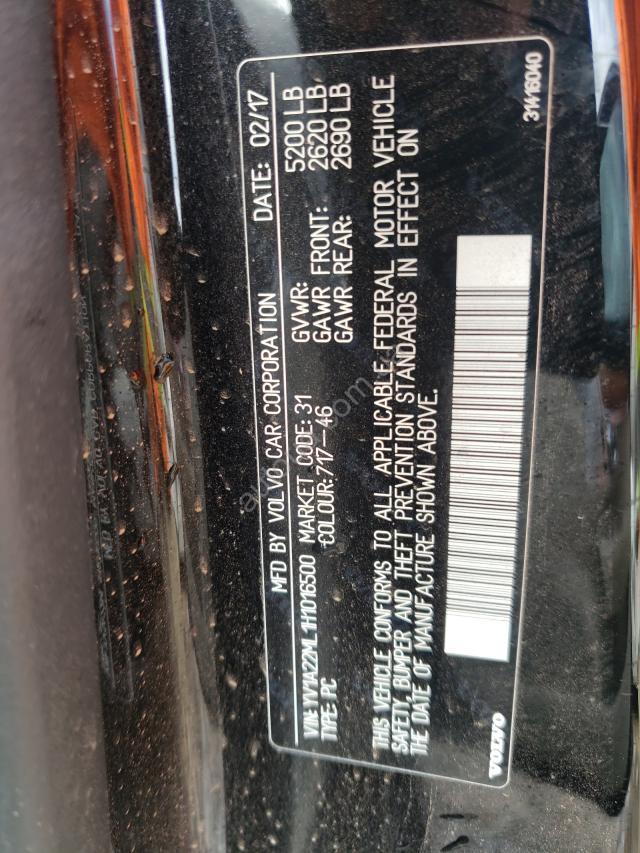 MFD BY VOLVO CAR CORPORATION DATE: 02/17
VIN: YV1A22ML1H1016500 MARKET CODE: 31 GVWR: 5200 LB
TYPE: PC COLOUR: 717-46 GAWR FRONT: 2620 LB
GAWR REAR: 2690 LB
THIS VEHICLE CONFORMS TO ALL APPLICABLE FEDERAL MOTOR VEHICLE
SAFETY, BUMPER AND THEFT PREVENTION STANDARDS IN EFFECT ON
THE DATE OF MANUFACTURE SHOWN ABOVE.
VOLVO 31416040